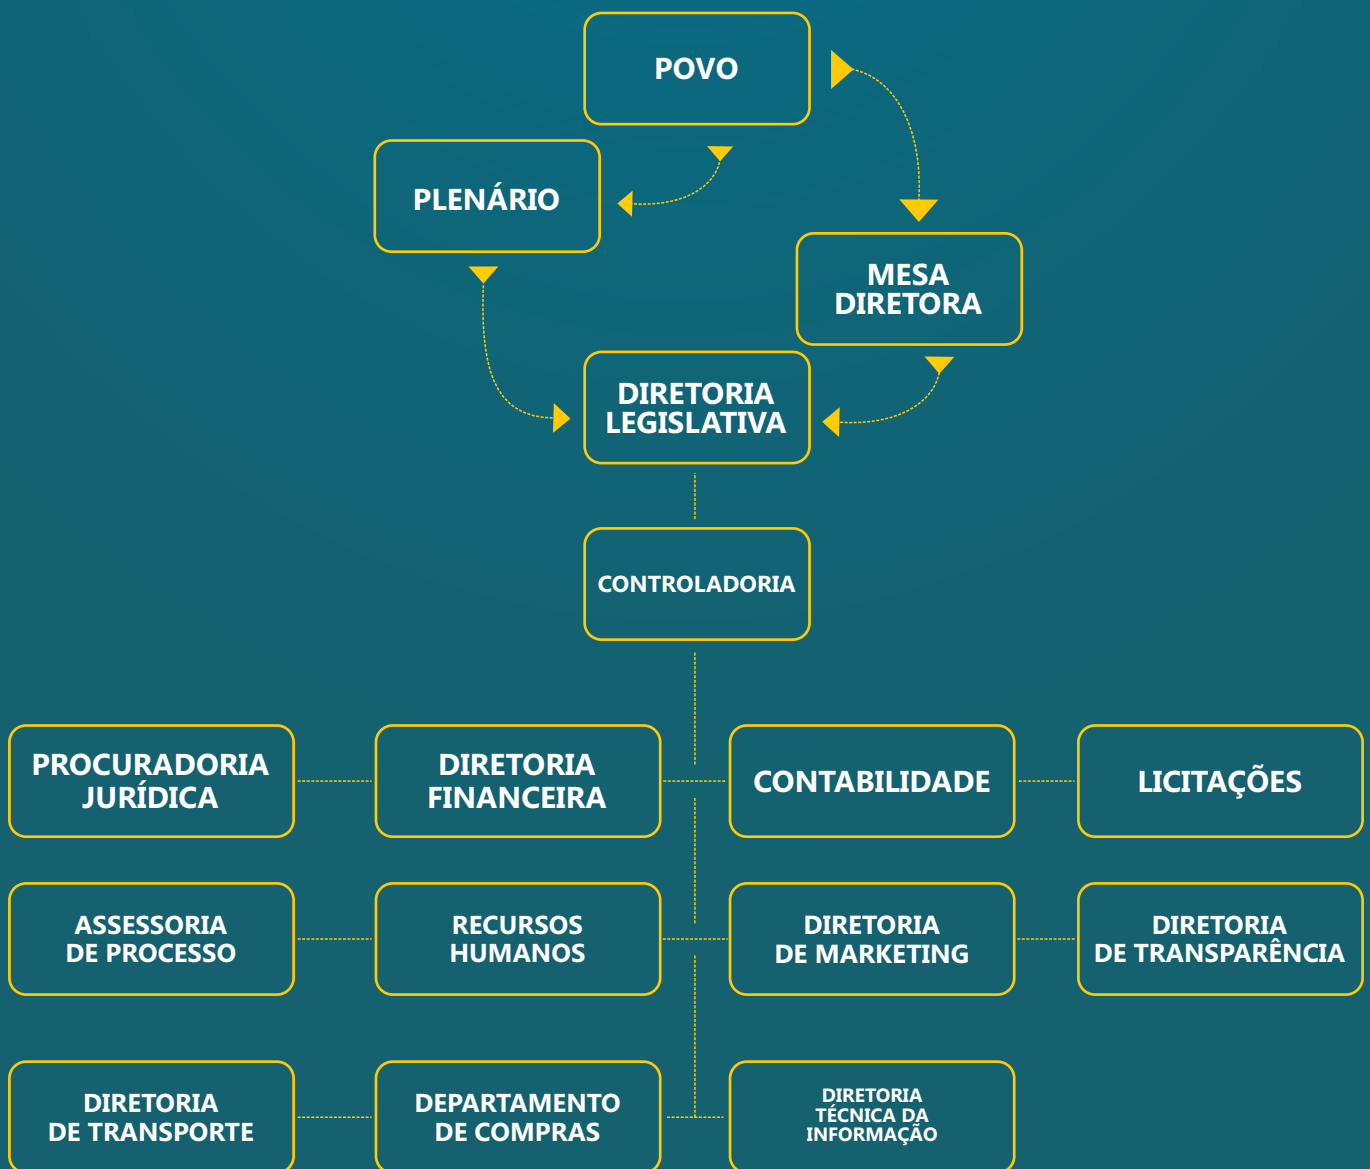 POVO
PLENÁRIO
MESA
DIRETORA
DIRETORIA
LEGISLATIVA
CONTROLADORIA
PROCURADORIA
JURÍDICA
DIRETORIA
FINANCEIRA
CONTABILIDADE
LICITAÇÕES
ASSESSORIA
DE PROCESSO
RECURSOS
HUMANOS
DIRETORIA
DE MARKETING
DIRETORIA
DE TRANSPARÊNCIA
DIRETORIA
DE TRANSPORTE
DEPARTAMENTO
DE COMPRAS
DIRETORIA
TÉCNICA DA
INFORMAÇÃO